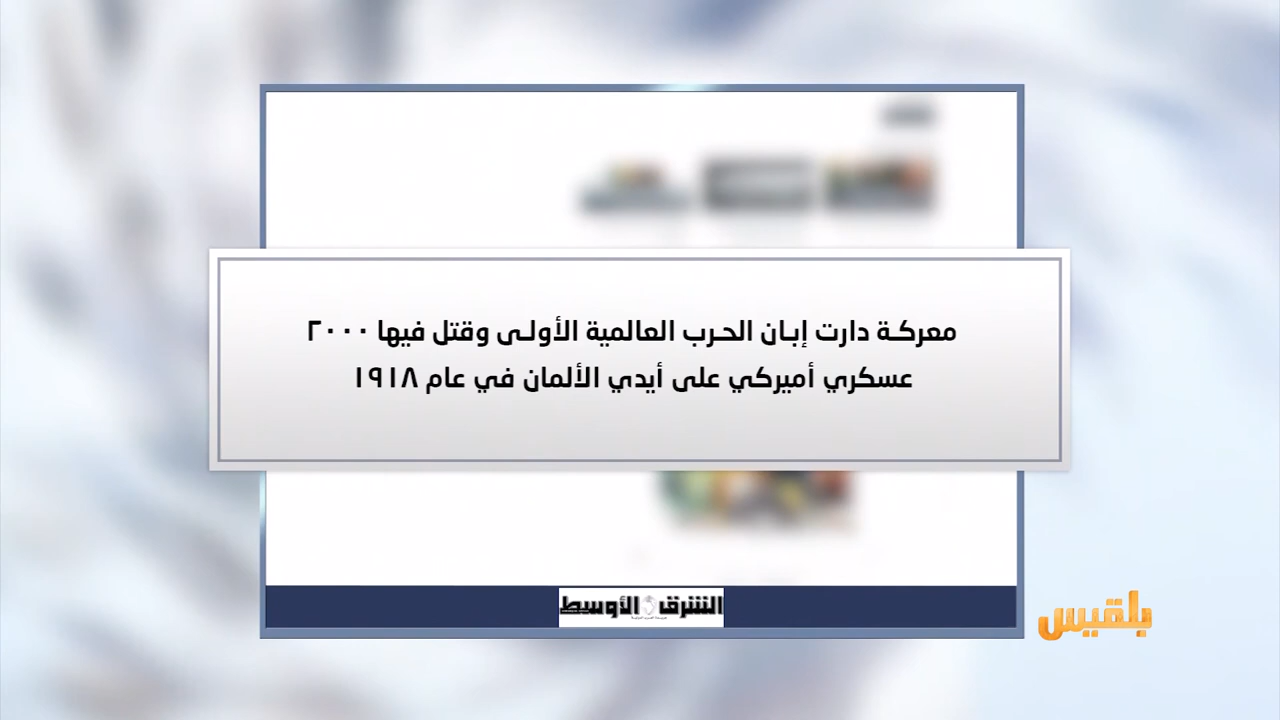 معركة دارت إبان الحرب العالمية الأولى وقتل فيها ٢٠٠٠
عسكري أميركي على أيدي الألمان في عام ١٩١٨
الشرق الأوسط
بلقيس